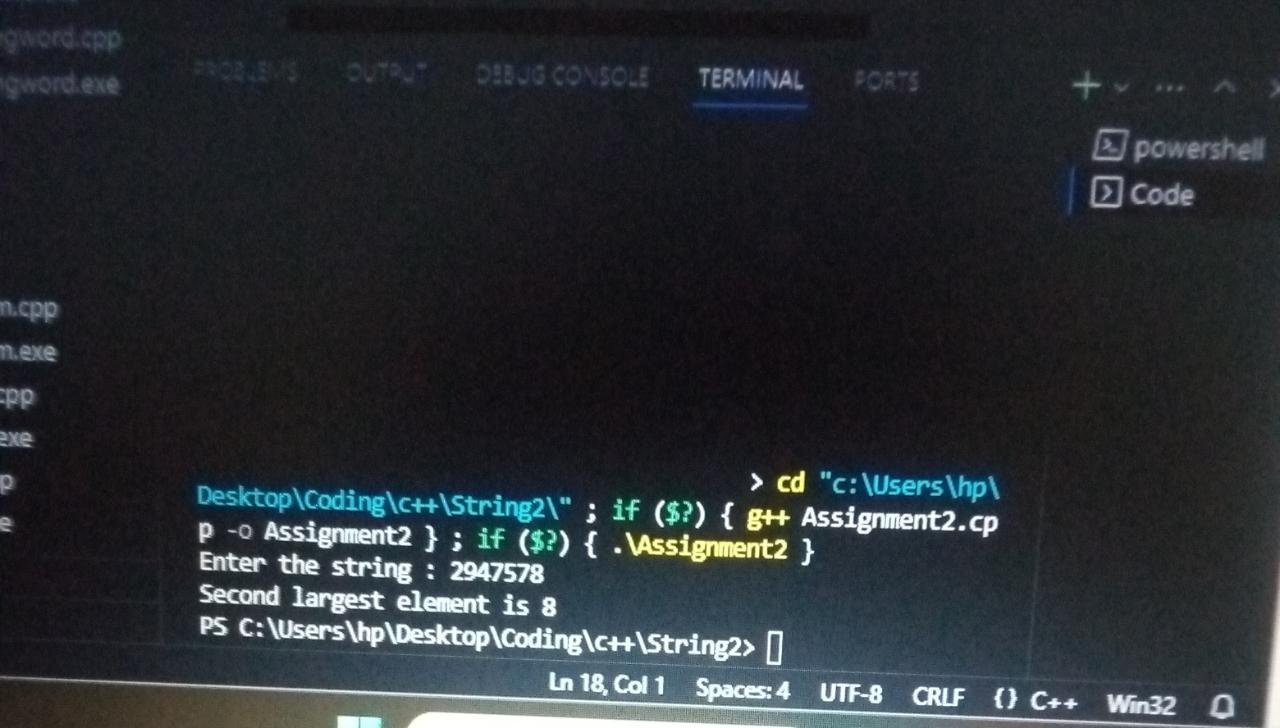 gword.cpp
gword.exe
PROBLEMS OUTPUT DEBUG CONSOLE TERMINAL PORTS
powershell
Code
m.cpp
m.exe
cpp
exe
p
e
> cd "c:\Users\hp\
Desktop\Coding\c++\String2\" ; if ($?) { g++ Assignment2.cp
p -o Assignment2 } ; if ($?) { .\Assignment2 }
Enter the string : 2947578
Second largest element is 8
PS C:\Users\hp\Desktop\Coding\c++\String2>
Ln 18, Col 1 Spaces: 4 UTF-8 CRLF {} C++ Win32